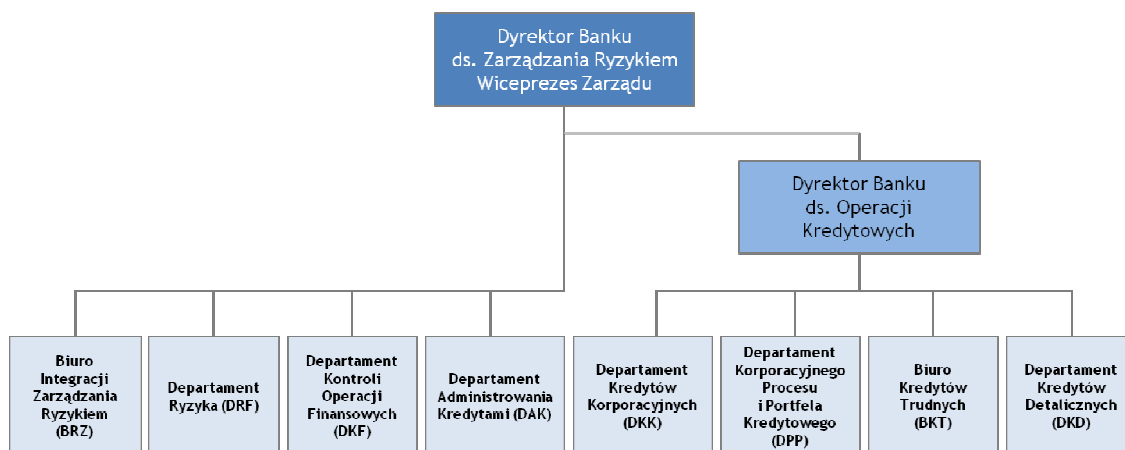 Dyrektor Banku
ds. Zarządzania Ryzykiem
Wiceprezes Zarządu
Dyrektor Banku
ds. Operacji
Kredytowych
Biuro
Integracji
Zarządzania
Ryzykiem
(BRZ)
Departament
Ryzyka (DRF)
Departament
Kontroli
Operacji
Finansowych
(DKF)
Departament
Administrowania
Kredytami (DAK)
Departament
Kredytów
Korporacyjnych
(DKK)
Departament
Korporacyjnego
Procesu
i Portfela
Kredytowego
(DPP)
Biuro
Kredytów
Trudnych
(BKT)
Departament
Kredytów
Detalicznych
(DKD)